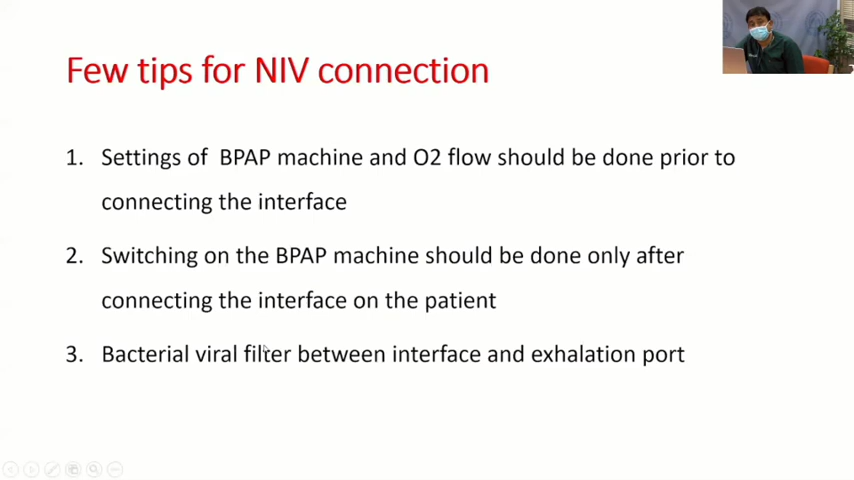 Few tips for NIV connection
1. Settings of BPAP machine and O2 flow should be done prior to
connecting the interface
2. Switching on the BPAP machine should be done only after
connecting the interface on the patient
3. Bacterial viral filter between interface and exhalation port